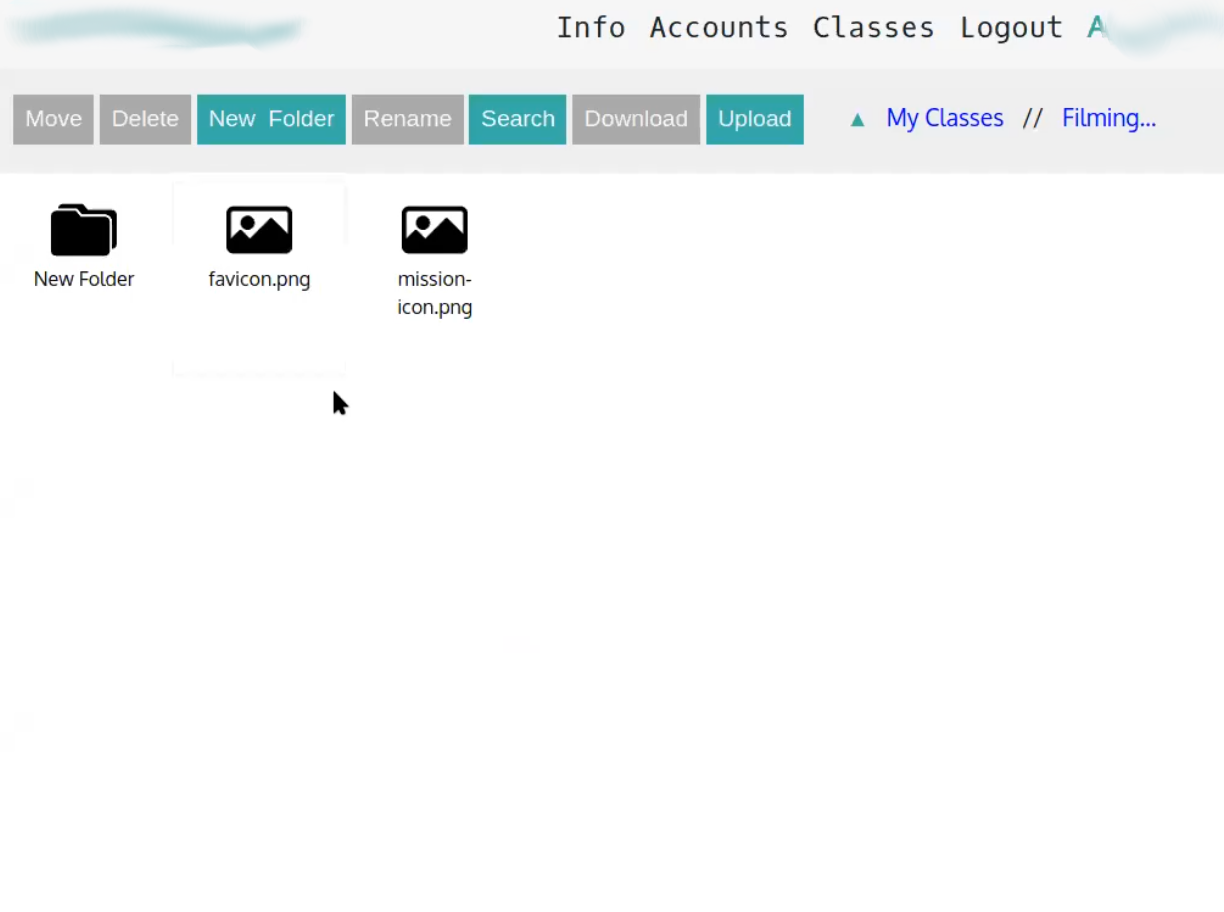 Info Accounts Classes Logout A
Move Delete New Folder Rename Search Download Upload ▲ My Classes // Filming...
New Folder favicon.png mission-
icon.png